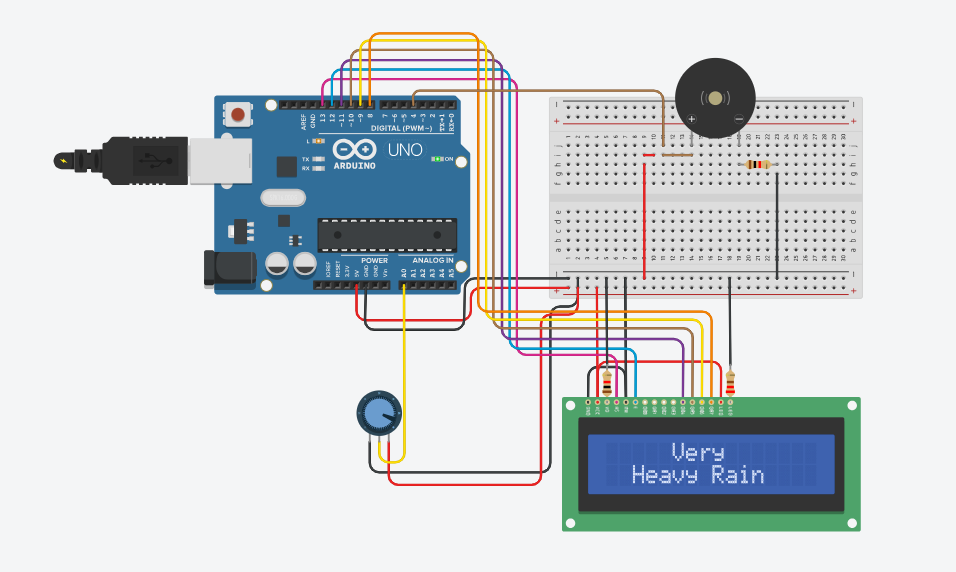 AREF
GND
13
12
~11
~10
~9
8
7
~6
~5
4
~3
2
TX→1
RX←0
DIGITAL (PWM~)
L
TX
RX
UNO
ARDUINO
ON
POWER
ANALOG IN
IOREF
RESET
3.3V
5V
GND
GND
Vin
A0
A1
A2
A3
A4
A5
Very
Heavy Rain